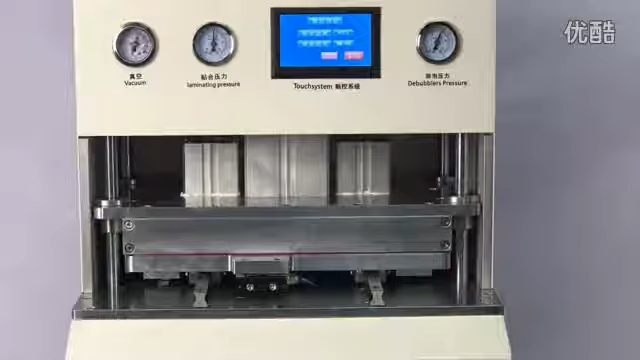 优酷
真空
Vacuum
贴合压力
laminating pressure
Touchsystem 触控系统
除泡压力
Debubblers Pressure